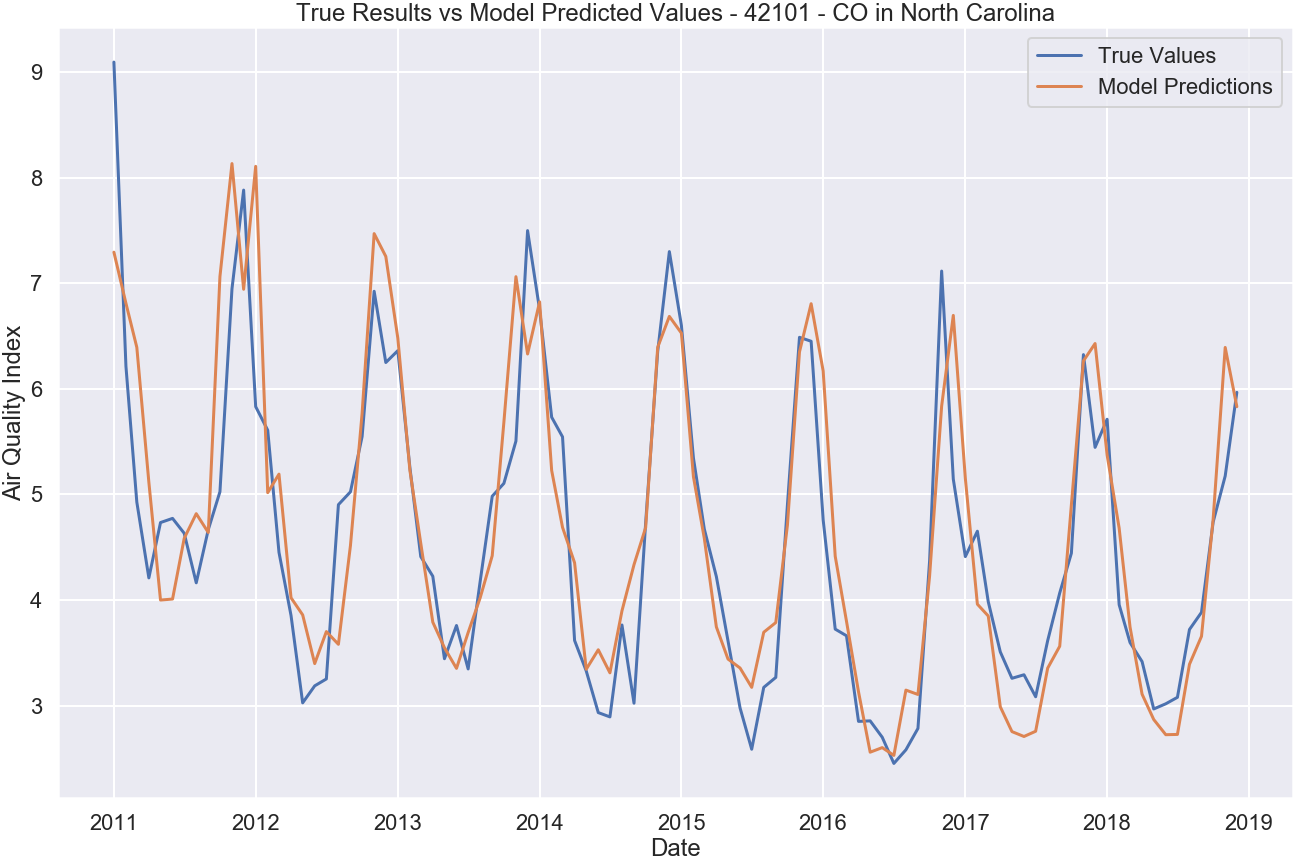 True Results vs Model Predicted Values - 42101 - CO in North Carolina
True Values
Model Predictions
Air Quality Index
9
8
7
6
5
4
3
2011 2012 2013 2014 2015 2016 2017 2018 2019
Date